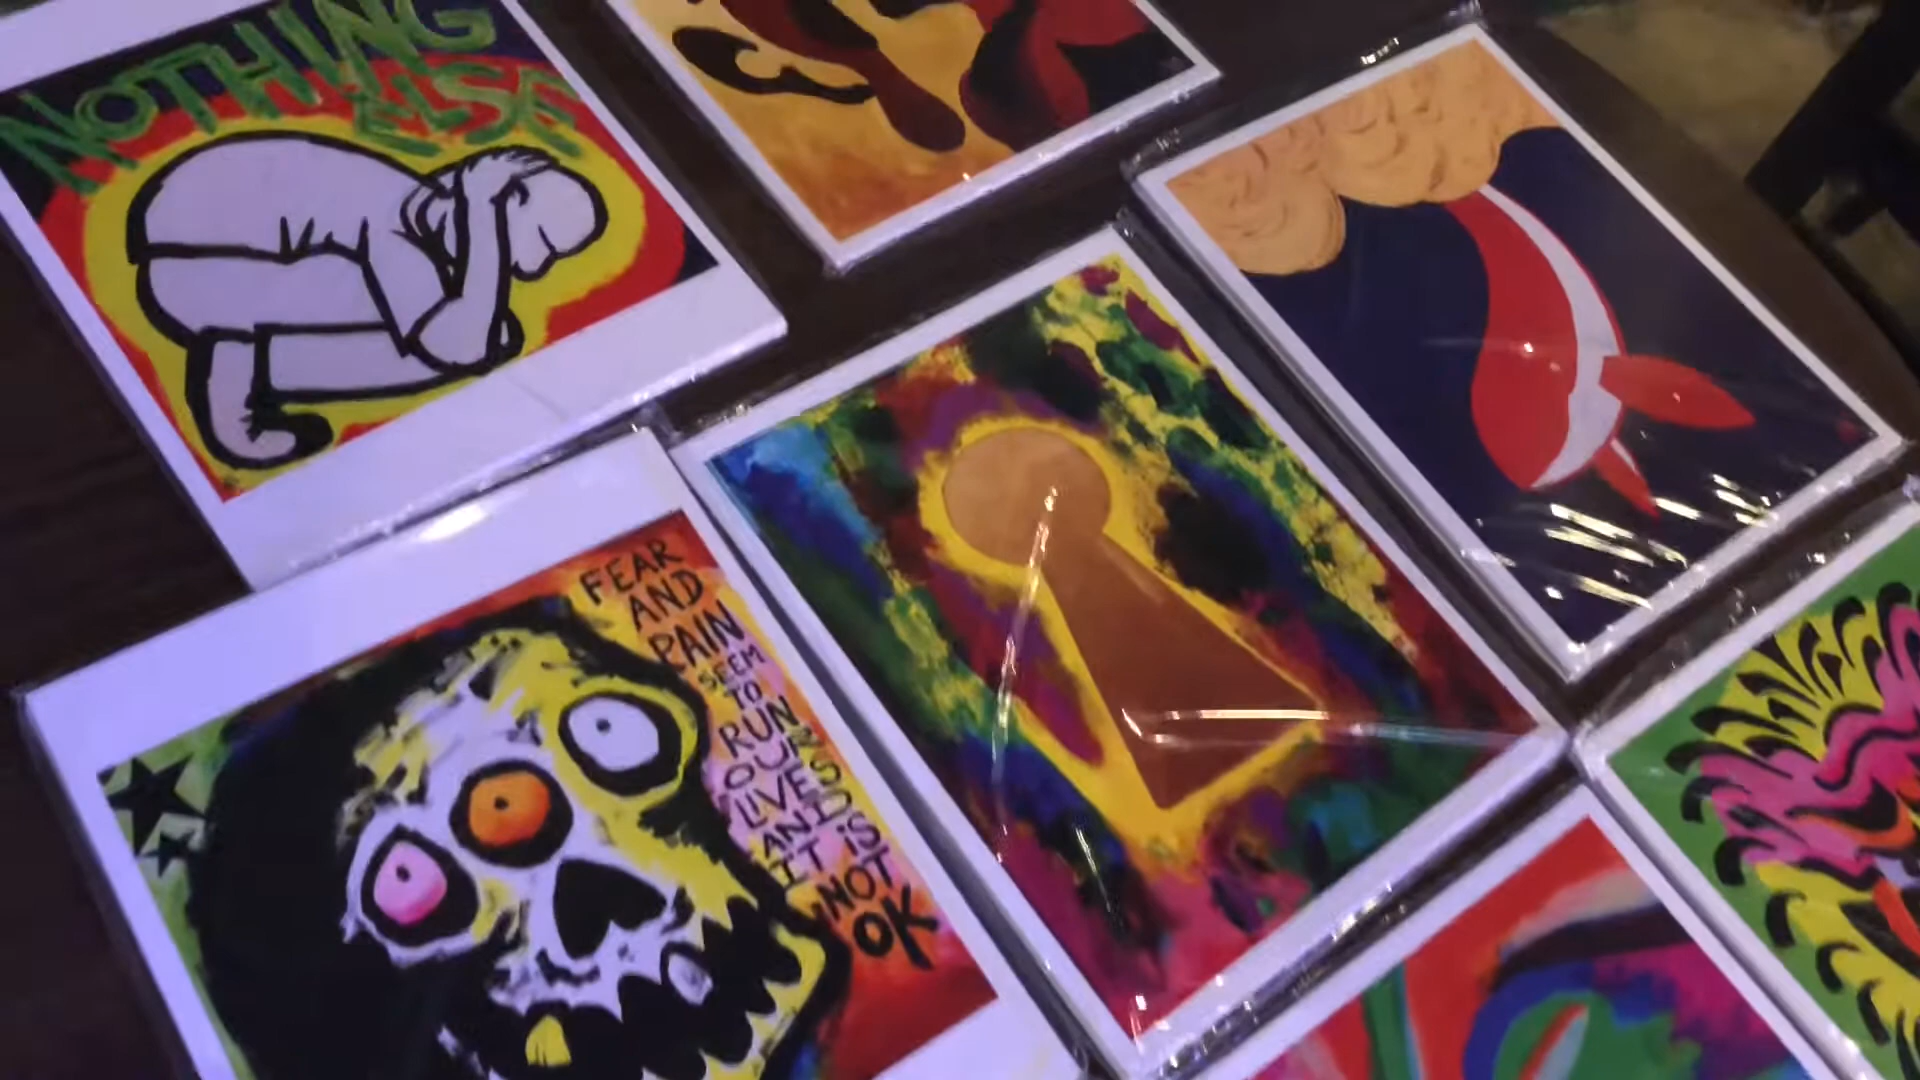 NOTHING
ELSE
FEAR
AND
PAIN
SEEM
TO
RUN
OUR
LIVES
AND
IT iS
NOT
OK